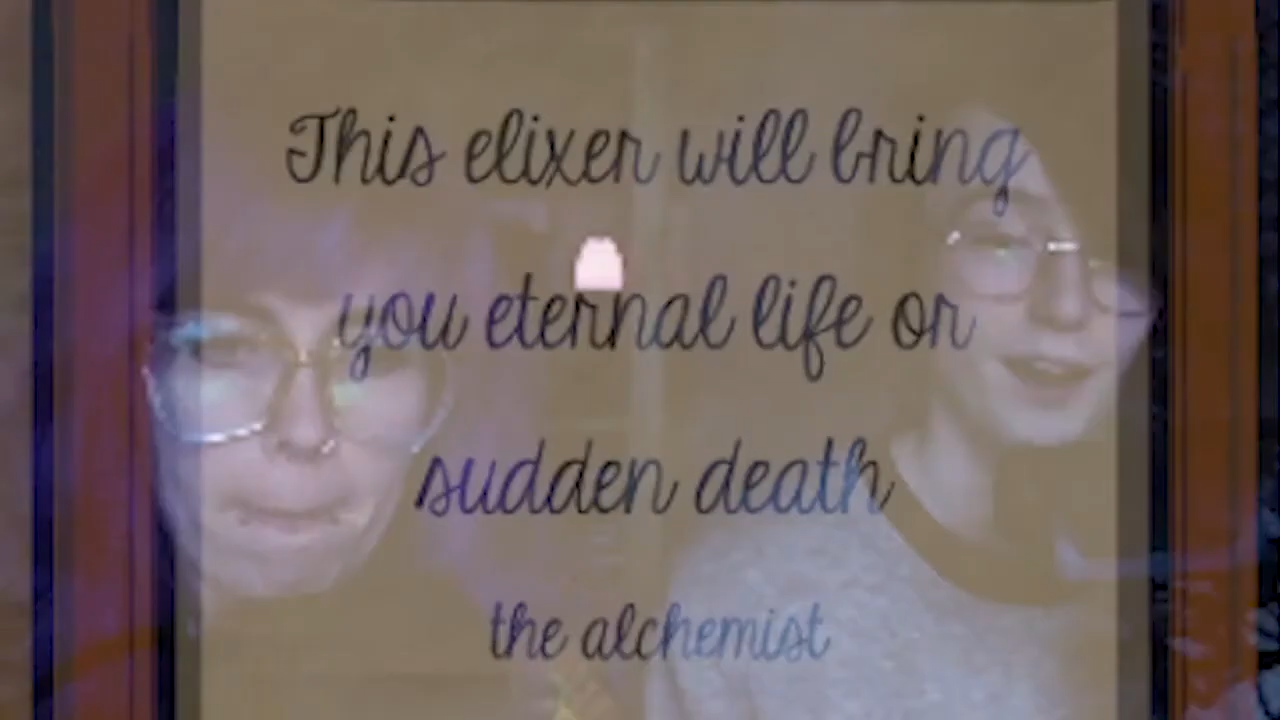 This elixer will bring
you eternal life or
sudden death
the alchemist